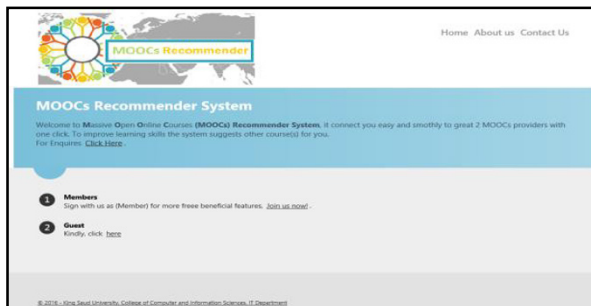 MOOCs Recommender
Home About us Contact Us
MOOCs Recommender System
Welcome to Massive Open Online Courses (MOOCs) Recommender System, it connect you easy and smothly to great 2 MOOCs providers with
one click. To improve learning skills the system suggests other course(s) for you.
For Enquires Click Here .
1 Members
Sign with us as (Member) for more freee beneficial features. Join us now! .
2 Guest
Kindly, click here
© 2016 - King Saud University, College of Computer and Information Sciences, IT Department